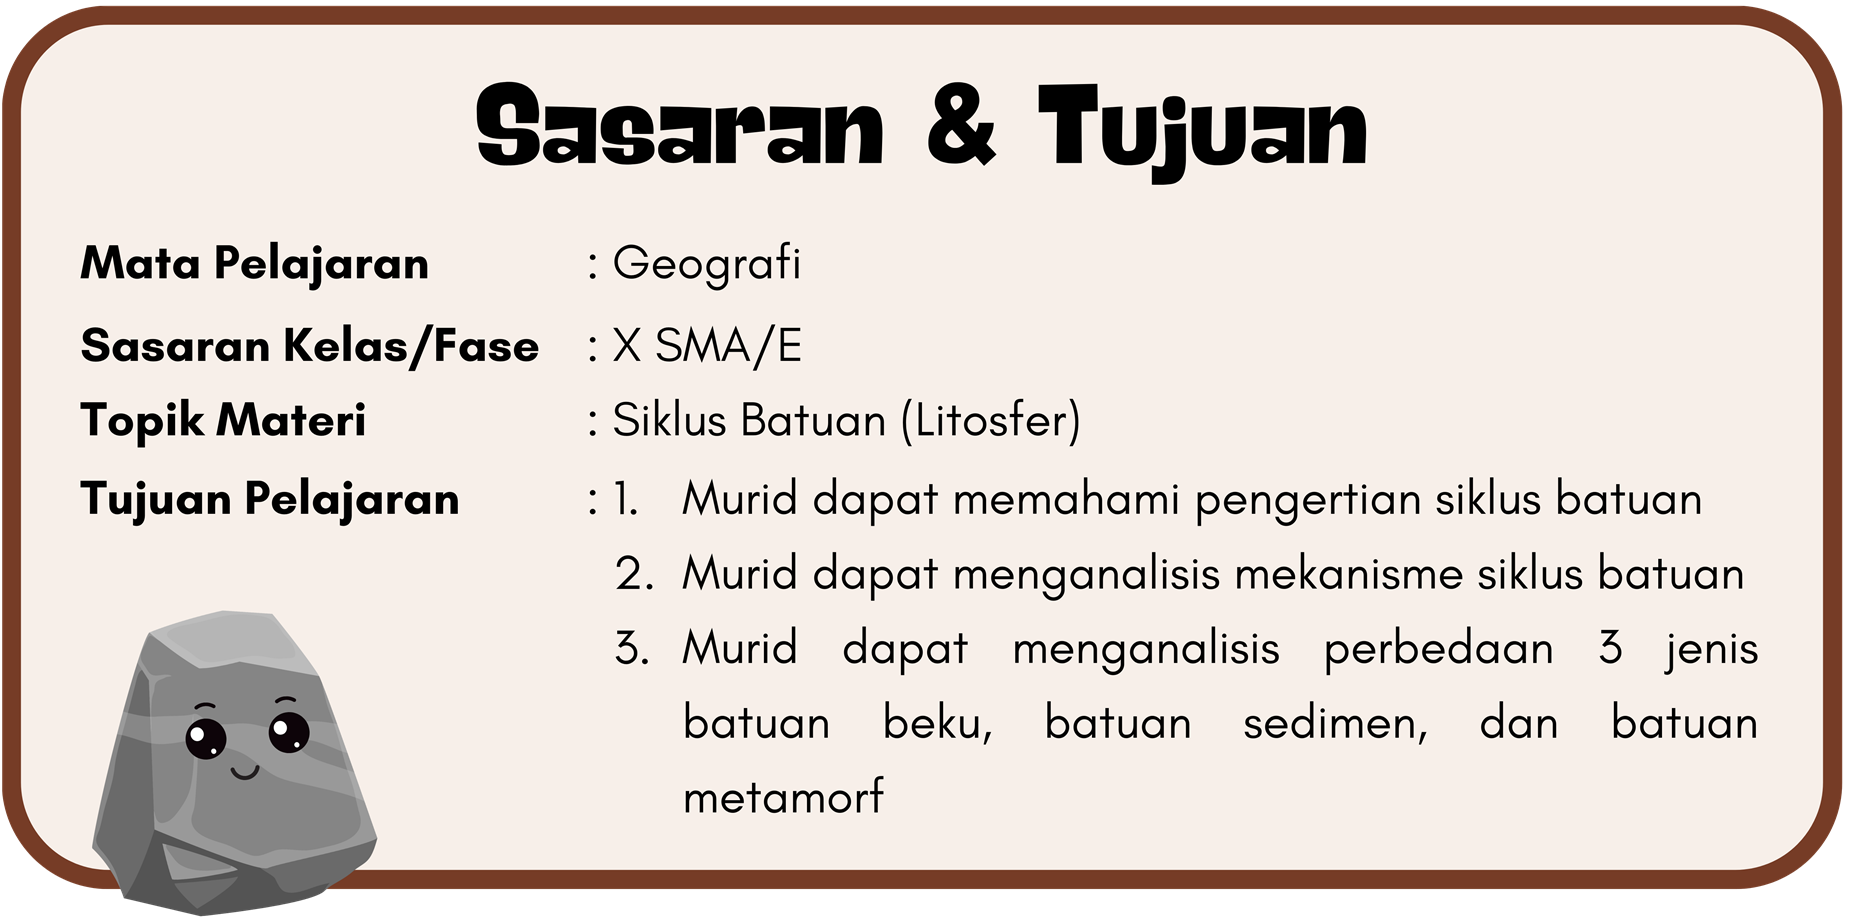 Sasaran & Tujuan
Mata Pelajaran : Geografi
Sasaran Kelas/Fase : X SMA/E
Topik Materi : Siklus Batuan (Litosfer)
Tujuan Pelajaran : 1. Murid dapat memahami pengertian siklus batuan
2. Murid dapat menganalisis mekanisme siklus batuan
3. Murid dapat menganalisis perbedaan 3 jenis
batuan beku, batuan sedimen, dan batuan
metamorf